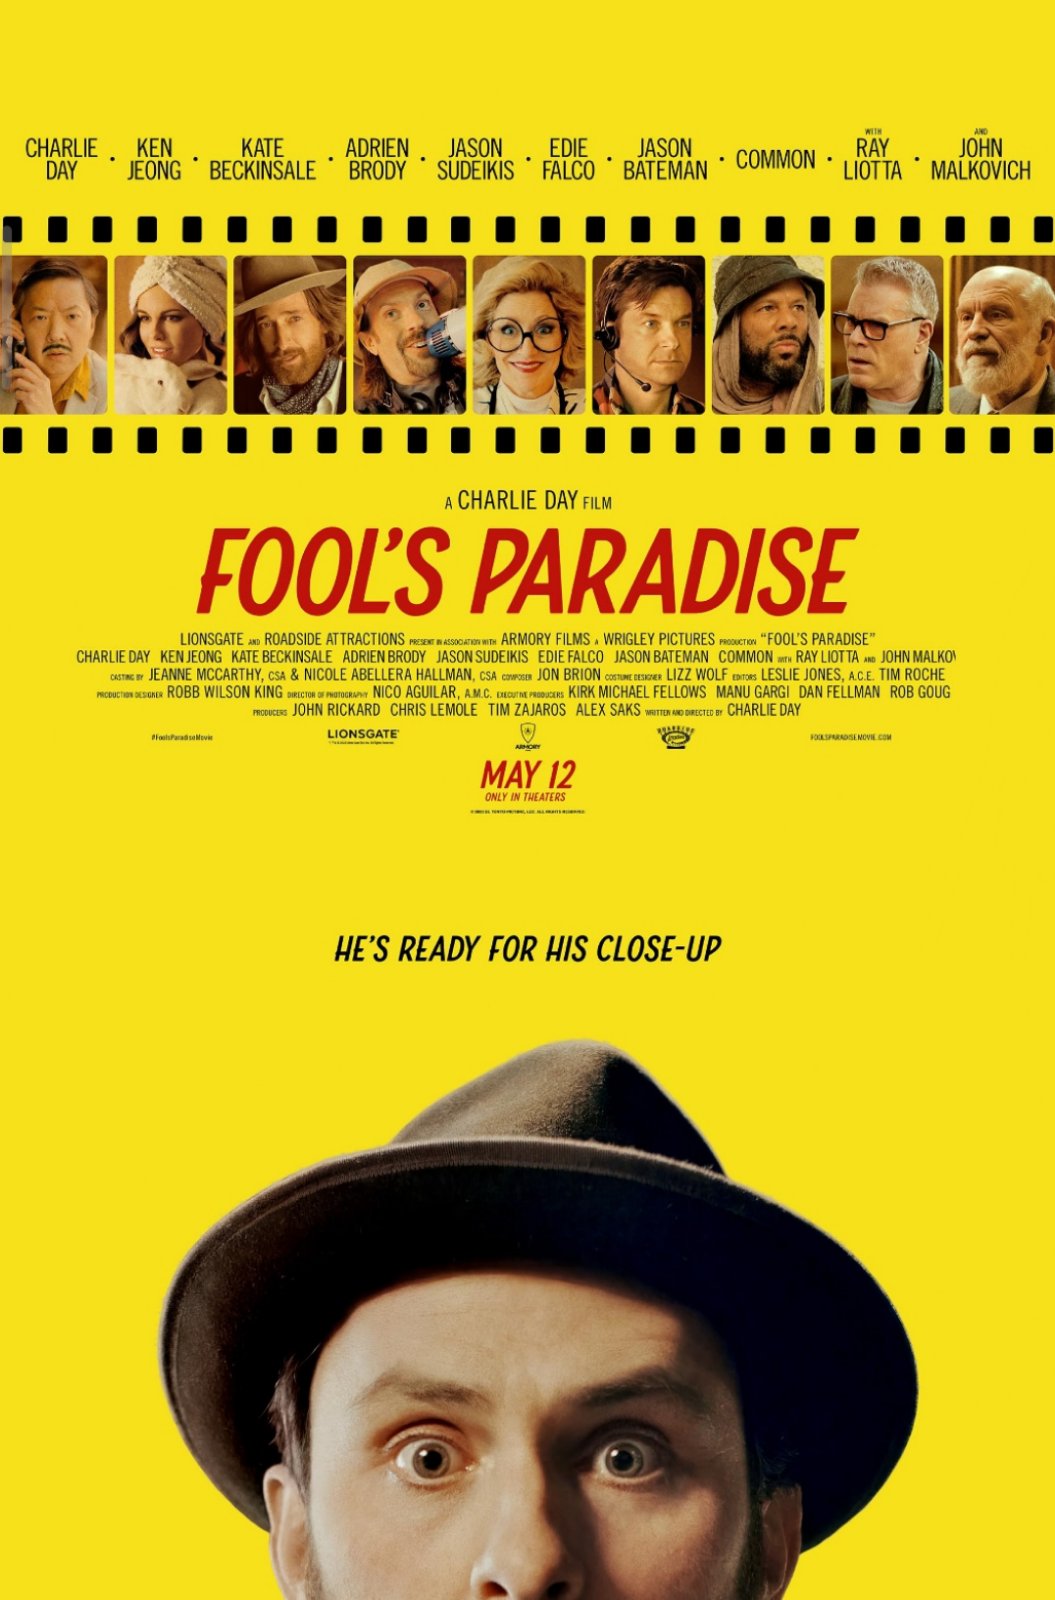 CHARLIE DAY · KEN JEONG · KATE BECKINSALE · ADRIEN BRODY · JASON SUDEIKIS · EDIE FALCO · JASON BATEMAN · COMMON · WITH RAY LIOTTA · AND JOHN MALKOVICH
A CHARLIE DAY FILM
FOOL'S PARADISE
LIONSGATE AND ROADSIDE ATTRACTIONS PRESENT IN ASSOCIATION WITH ARMORY FILMS A WRIGLEY PICTURES PRODUCTION "FOOL'S PARADISE"
CHARLIE DAY KEN JEONG KATE BECKINSALE ADRIEN BRODY JASON SUDEIKIS EDIE FALCO JASON BATEMAN COMMON WITH RAY LIOTTA AND JOHN MALKOV
CASTING BY JEANNE MCCARTHY, CSA & NICOLE ABELLERA HALLMAN, CSA COMPOSER JON BRION COSTUME DESIGNER LIZZ WOLF EDITORS LESLIE JONES, A.C.E. TIM ROCHE
PRODUCTION DESIGNER ROBB WILSON KING DIRECTOR OF PHOTOGRAPHY NICO AGUILAR, A.M.C. EXECUTIVE PRODUCERS KIRK MICHAEL FELLOWS MANU GARGI DAN FELLMAN ROB GOUG
PRODUCERS JOHN RICKARD CHRIS LEMOLE TIM ZAJAROS ALEX SAKS WRITTEN AND DIRECTED BY CHARLIE DAY
#FoolsParadiseMovie LIONSGATE ARMORY FOOLSPARADISEMOVIE.COM
MAY 12
ONLY IN THEATERS
HE'S READY FOR HIS CLOSE-UP